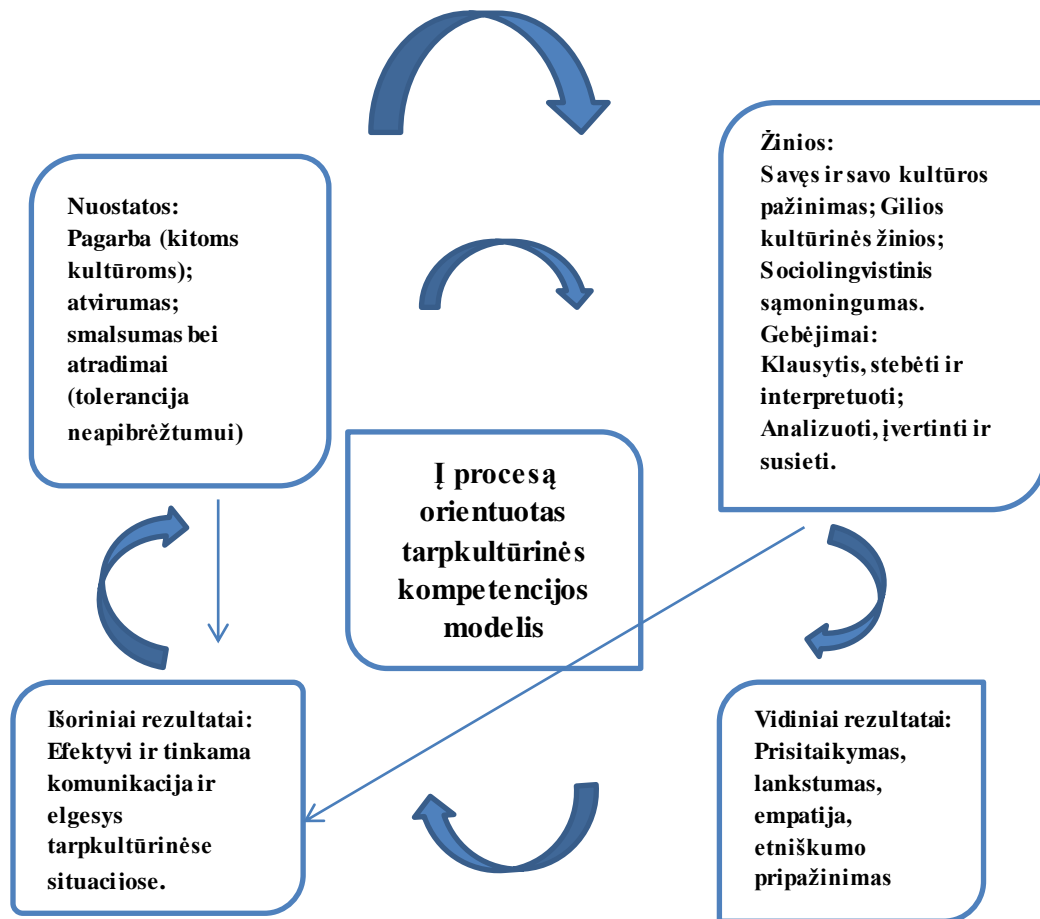 Nuostatos:
Pagarba (kitoms
kultūroms);
atvirumas;
smalsumas bei
atradimai
(tolerancija
neapibrėžtumui)
Žinios:
Savęs ir savo kultūros
pažinimas; Gilios
kultūrinės žinios;
Sociolingvistinis
sąmoningumas.
Gebėjimai:
Klausytis, stebėti ir
interpretuoti;
Analizuoti, įvertinti ir
susieti.
Į procesą
orientuotas
tarpkultūrinės
kompetencijos
modelis
Išoriniai rezultatai:
Efektyvi ir tinkama
komunikacija ir
elgesys
tarpkultūrinėse
situacijose.
Vidiniai rezultatai:
Prisitaikymas,
lankstumas,
empatija,
etniškumo
pripažinimas